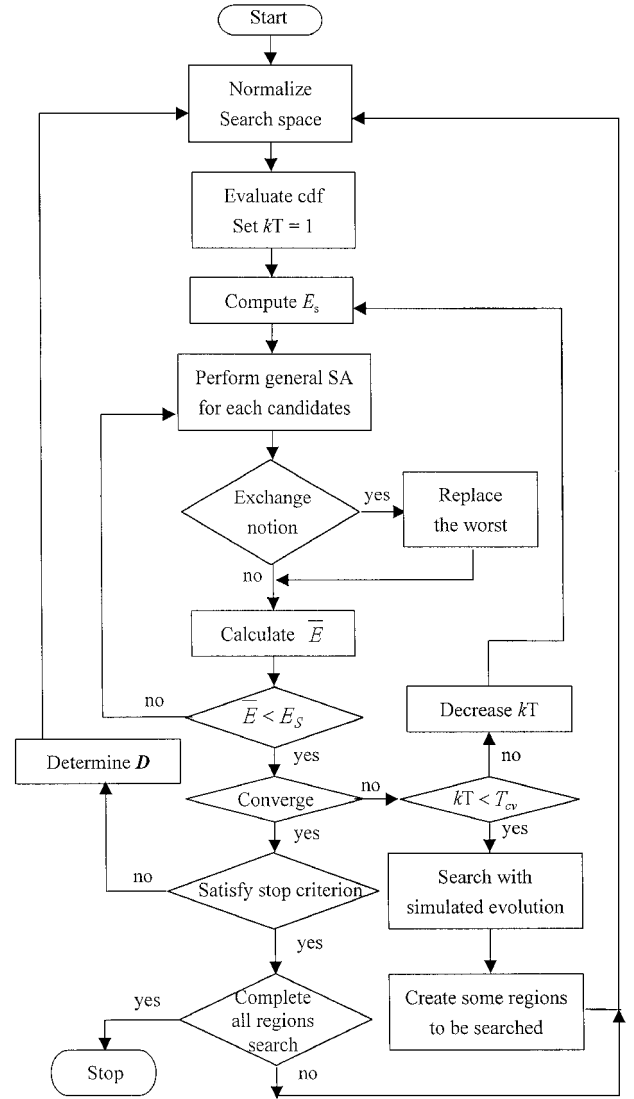 Start
Normalize
Search space
Evaluate cdf
Set kT = 1
Compute Es
Perform general SA
for each candidates
Exchange
notion
yes
Replace
the worst
no
Calculate E̅
no
E̅ < ES
Decrease kT
yes
no
Determine D
Converge
no
kT < Tcv
yes
yes
no
Satisfy stop criterion
Search with
simulated evolution
yes
yes
Complete
all regions
search
Create some regions
to be searched
Stop
no